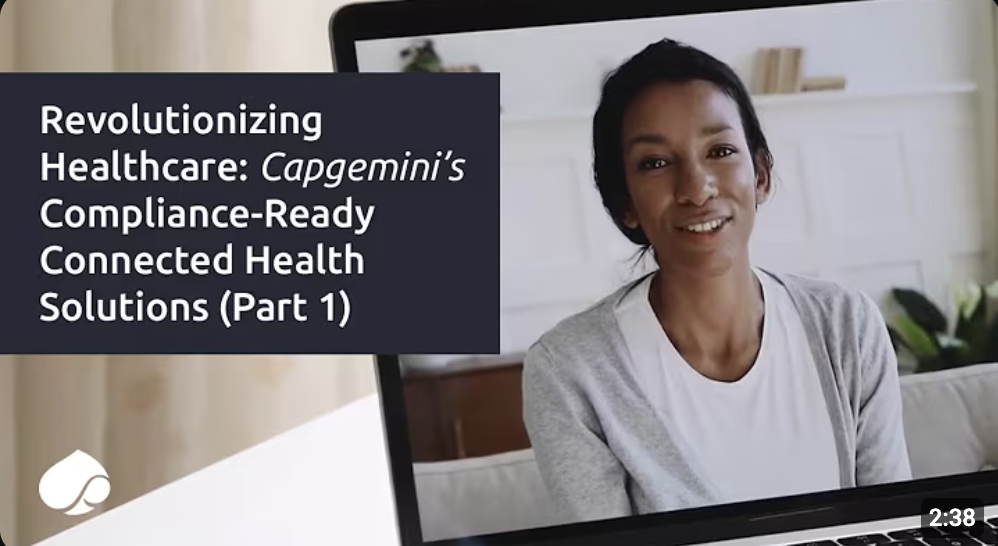 Revolutionizing
Healthcare: Capgemini's
Compliance-Ready
Connected Health
Solutions (Part 1)
2:38